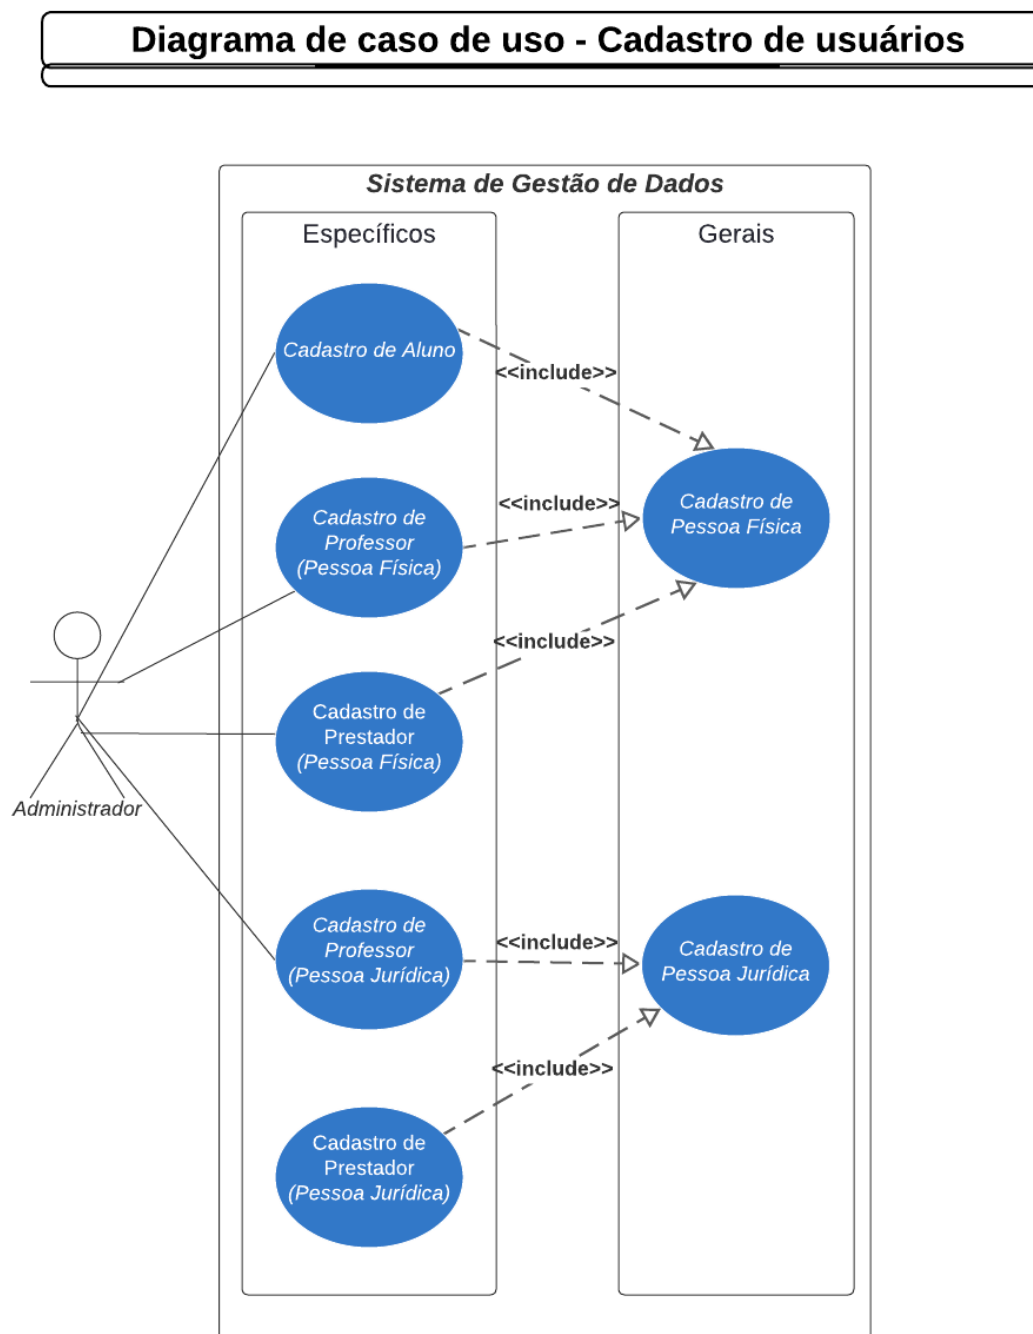 Diagrama de caso de uso - Cadastro de usuários
Sistema de Gestão de Dados
Específicos
Gerais
Cadastro de Aluno
<<include>>
Cadastro de
Professor
(Pessoa Física)
<<include>>
Cadastro de
Pessoa Física
<<include>>
Cadastro de
Prestador
(Pessoa Física)
Administrador
Cadastro de
Professor
(Pessoa Jurídica)
<<include>>
Cadastro de
Pessoa Jurídica
<<include>>
Cadastro de
Prestador
(Pessoa Jurídica)